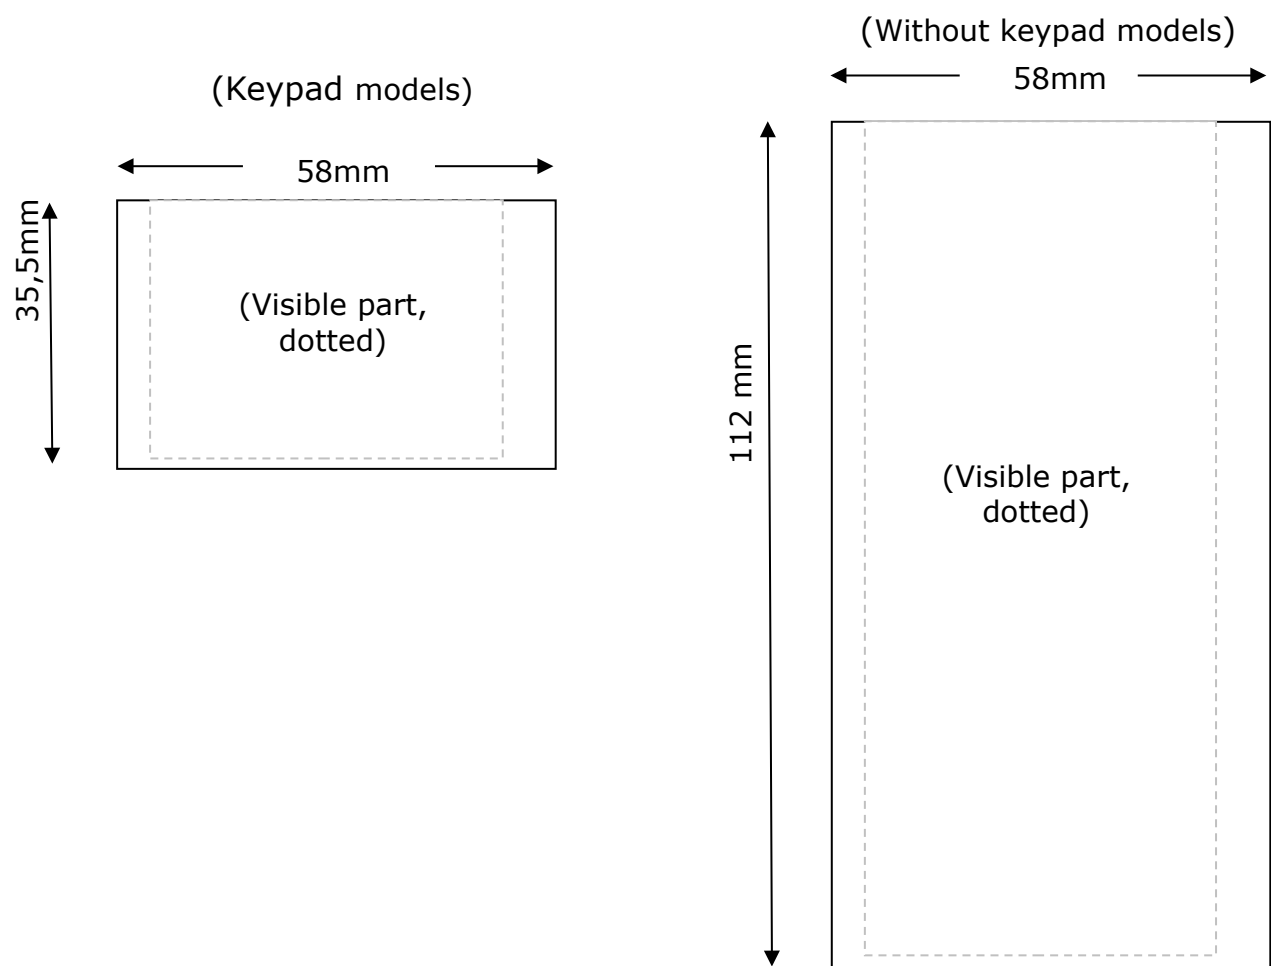 (Keypad models)
58mm
35,5mm
(Visible part,
dotted)
(Without keypad models)
58mm
112 mm
(Visible part,
dotted)